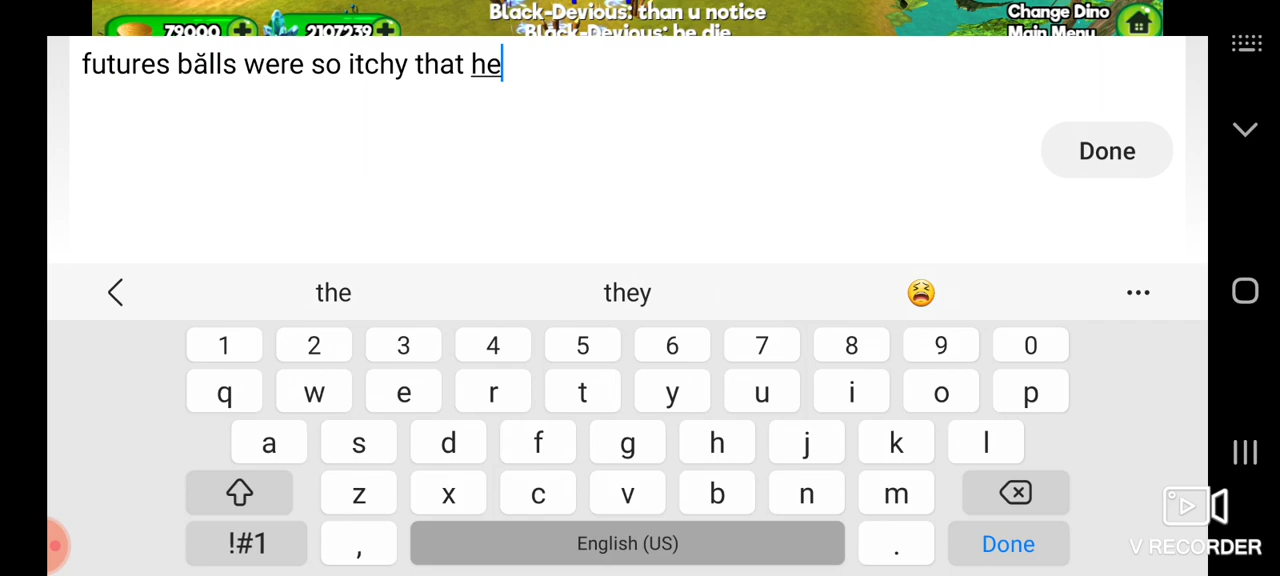 Black-Devious: than u notice
Black-Devious: be die
79000
2107239
Change Dino
Main Menu
futures bălls were so itchy that he
Done
the
they
1 2 3 4 5 6 7 8 9 0
q w e r t y u i o p
a s d f g h j k l
z x c v b n m
!#1 , English (US) . Done
V RECORDER